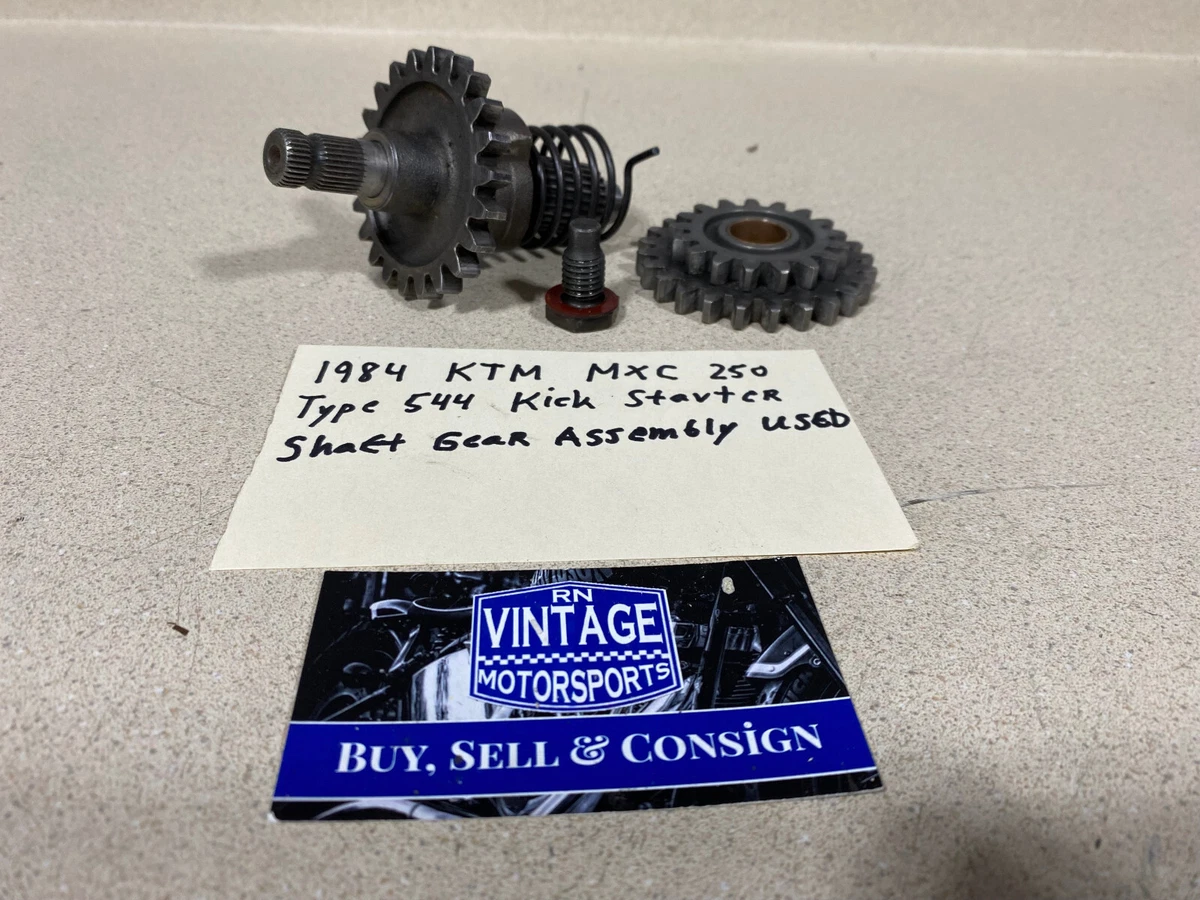 1984 KTM MXC 250
Type 544 Kick Starter
Shaft Gear Assembly USED
RN
VINTAGE
MOTORSPORTS
BUY, SELL & CONSiGN